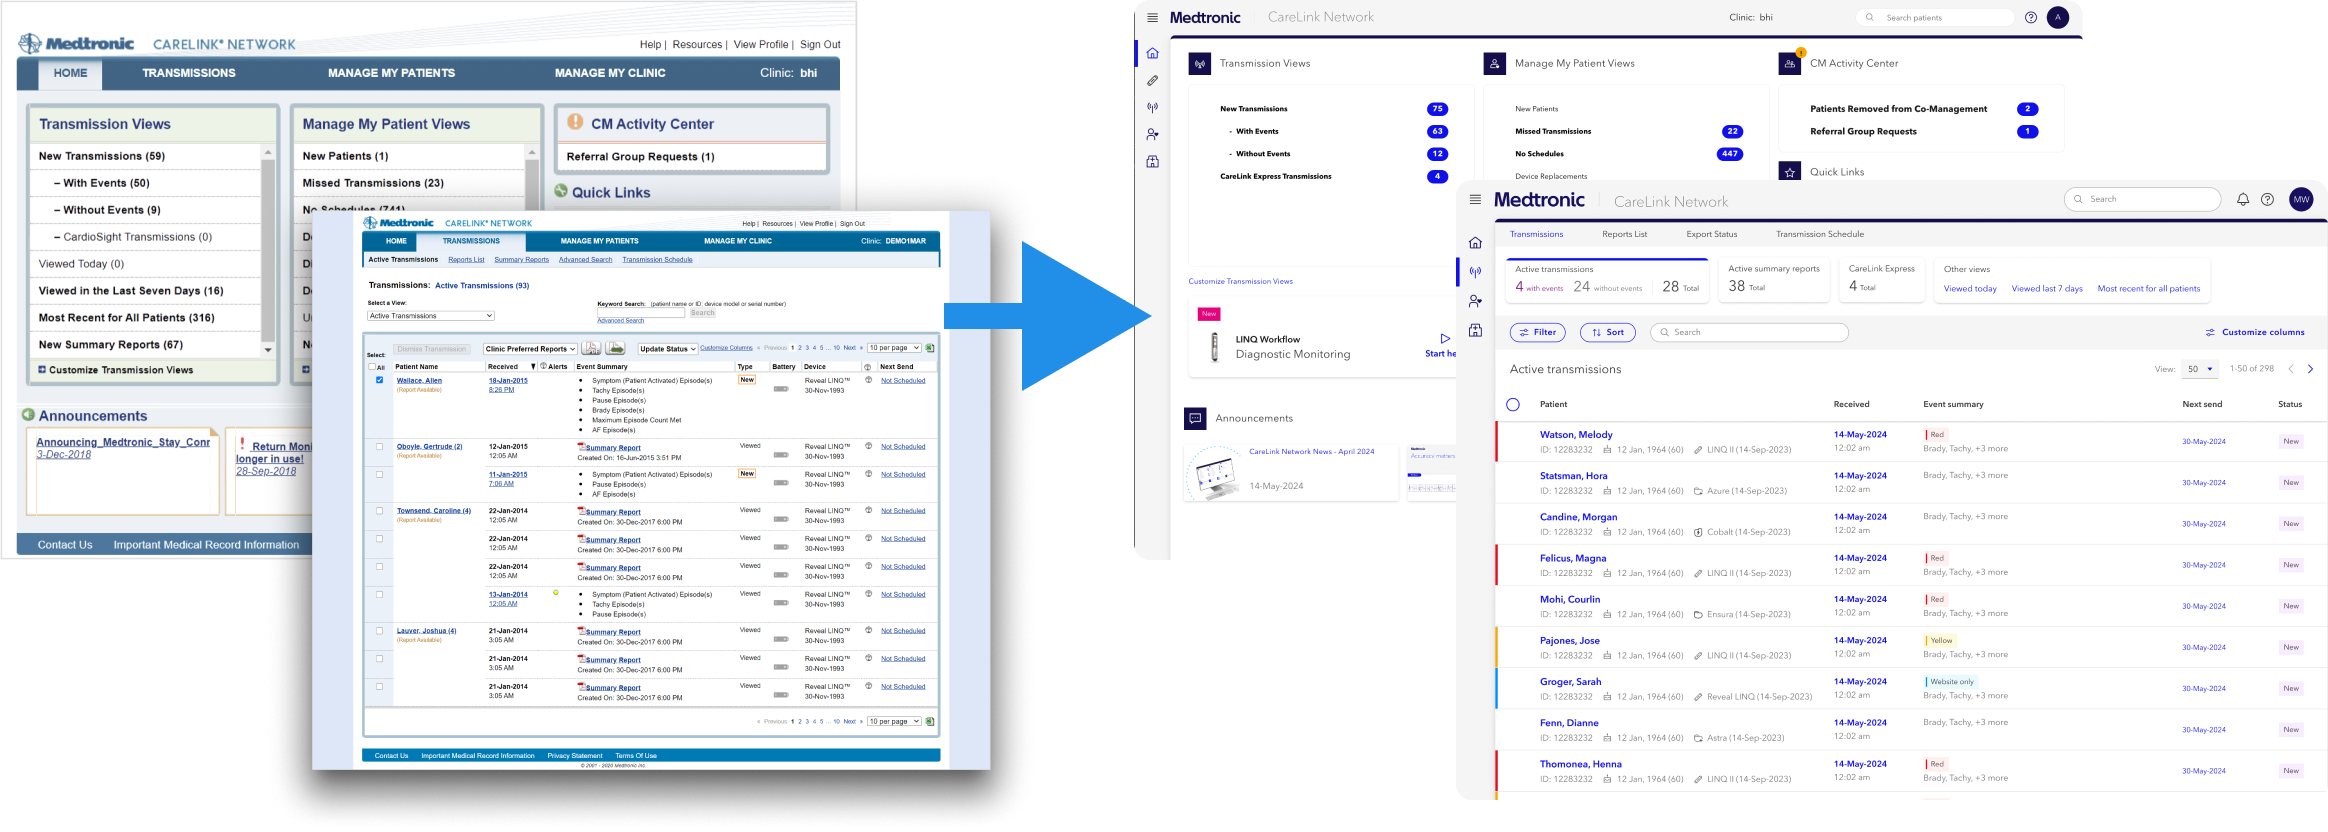 Medtronic CARELINK® NETWORK
Help | Resources | View Profile | Sign Out
HOME TRANSMISSIONS MANAGE MY PATIENTS MANAGE MY CLINIC Clinic: bhi
Transmission Views
New Transmissions (59)
– With Events (50)
– Without Events (9)
– CardioSight Transmissions (0)
Viewed Today (0)
Viewed in the Last Seven Days (16)
Most Recent for All Patients (316)
New Summary Reports (67)
Customize Transmission Views
Manage My Patient Views
New Patients (1)
Missed Transmissions (23)
No Schedules (741)
CM Activity Center
Referral Group Requests (1)
Quick Links
Announcements
Announcing_Medtronic_Stay_Conr
3-Dec-2018
! Return Moni
longer in use!
28-Sep-2018
Contact Us Important Medical Record Information
Medtronic CARELINK® NETWORK
Help | Resources | View Profile | Sign Out
HOME TRANSMISSIONS MANAGE MY PATIENTS MANAGE MY CLINIC Clinic: DEMO1MAR
Active Transmissions Reports List Summary Reports Advanced Search Transmission Schedule
Transmissions: Active Transmissions (93)
Select a View:
Active Transmissions
Keyword Search: (patient name or ID; device model or serial number)
Search
Advanced Search
Select: Dismiss Transmission Clinic Preferred Reports Update Status Customize Columns « Previous 1 2 3 4 5 ... 10 Next » 10 per page
All Patient Name Received Alerts Event Summary Type Battery Device Next Send
Wallace, Allen 18-Jan-2015 • Symptom (Patient Activated) Episode(s) New Reveal LINQ™ Not Scheduled
(Report Available) 8:26 PM • Tachy Episode(s) 30-Nov-1993
• Pause Episode(s)
• Brady Episode(s)
• Maximum Episode Count Met
• AF Episode(s)
Oboyle, Gertrude (2) 12-Jan-2015 Summary Report Viewed Reveal LINQ™ Not Scheduled
(Report Available) 12:05 AM Created On: 16-Jun-2015 3:51 PM 30-Nov-1993
11-Jan-2015 • Symptom (Patient Activated) Episode(s) New Reveal LINQ™ Not Scheduled
7:06 AM • Pause Episode(s) 30-Nov-1993
• AF Episode(s)
Townsend, Caroline (4) 22-Jan-2014 Summary Report Viewed Reveal LINQ™ Not Scheduled
(Report Available) 12:05 AM Created On: 30-Dec-2017 6:00 PM 30-Nov-1993
22-Jan-2014 Summary Report Viewed Reveal LINQ™ Not Scheduled
12:05 AM Created On: 30-Dec-2017 6:00 PM 30-Nov-1993
22-Jan-2014 Summary Report Viewed Reveal LINQ™ Not Scheduled
12:05 AM Created On: 30-Dec-2017 6:00 PM 30-Nov-1993
13-Jan-2014 • Symptom (Patient Activated) Episode(s) Viewed Reveal LINQ™ Not Scheduled
12:05 AM • Tachy Episode(s) 30-Nov-1993
• Pause Episode(s)
Lauver, Joshua (4) 21-Jan-2014 Summary Report Viewed Reveal LINQ™ Not Scheduled
(Report Available) 3:05 AM Created On: 30-Dec-2017 6:00 PM 30-Nov-1993
21-Jan-2014 Summary Report Viewed Reveal LINQ™ Not Scheduled
3:05 AM Created On: 30-Dec-2017 6:00 PM 30-Nov-1993
21-Jan-2014 Summary Report Viewed Reveal LINQ™ Not Scheduled
3:05 AM Created On: 30-Dec-2017 6:00 PM 30-Nov-1993
« Previous 1 2 3 4 5 ... 10 Next » 10 per page
Contact Us Important Medical Record Information Privacy Statement Terms Of Use
© 2001 - 2020 Medtronic Inc
Medtronic CareLink Network Clinic: bhi Search patients A
Transmission Views
New Transmissions 75
- With Events 63
- Without Events 12
CareLink Express Transmissions 4
Customize Transmission Views
Manage My Patient Views
New Patients
Missed Transmissions 22
No Schedules 447
Device Replacements
1
CM Activity Center
Patients Removed from Co-Management 2
Referral Group Requests 1
Quick Links
New
LINQ Workflow
Diagnostic Monitoring
Start he
Announcements
CareLink Network News - April 2024
14-May-2024
Accuracy matters
Medtronic CareLink Network Search MW
Transmissions Reports List Export Status Transmission Schedule
Active transmissions Active summary reports CareLink Express Other views
4 with events 24 without events 28 Total 38 Total 4 Total Viewed today Viewed last 7 days Most recent for all patients
Filter Sort Search Customize columns
Active transmissions View: 50 1-50 of 298
Patient Received Event summary Next send Status
Watson, Melody 14-May-2024 Red 30-May-2024 New
ID: 12283232 12 Jan, 1964 (60) LINQ II (14-Sep-2023) 12:02 am Brady, Tachy, +3 more
Statsman, Hora 14-May-2024 Brady, Tachy, +3 more 30-May-2024 New
ID: 12283232 12 Jan, 1964 (60) Azure (14-Sep-2023) 12:02 am
Candine, Morgan 14-May-2024 Brady, Tachy, +3 more 30-May-2024 New
ID: 12283232 12 Jan, 1964 (60) Cobalt (14-Sep-2023) 12:02 am
Felicus, Magna 14-May-2024 Red 30-May-2024 New
ID: 12283232 12 Jan, 1964 (60) LINQ II (14-Sep-2023) 12:02 am Brady, Tachy, +3 more
Mohi, Courlin 14-May-2024 Red 30-May-2024 New
ID: 12283232 12 Jan, 1964 (60) Ensura (14-Sep-2023) 12:02 am Brady, Tachy, +3 more
Pajones, Jose 14-May-2024 Yellow 30-May-2024 New
ID: 12283232 12 Jan, 1964 (60) LINQ II (14-Sep-2023) 12:02 am Brady, Tachy, +3 more
Groger, Sarah 14-May-2024 Website only 30-May-2024 New
ID: 12283232 12 Jan, 1964 (60) Reveal LINQ (14-Sep-2023) 12:02 am Brady, Tachy, +3 more
Fenn, Dianne 14-May-2024 Brady, Tachy, +3 more 30-May-2024 New
ID: 12283232 12 Jan, 1964 (60) Astra (14-Sep-2023) 12:02 am
Thomonea, Henna 14-May-2024 Red 30-May-2024 New
ID: 12283232 12 Jan, 1964 (60) LINQ II (14-Sep-2023) 12:02 am Brady, Tachy, +3 more